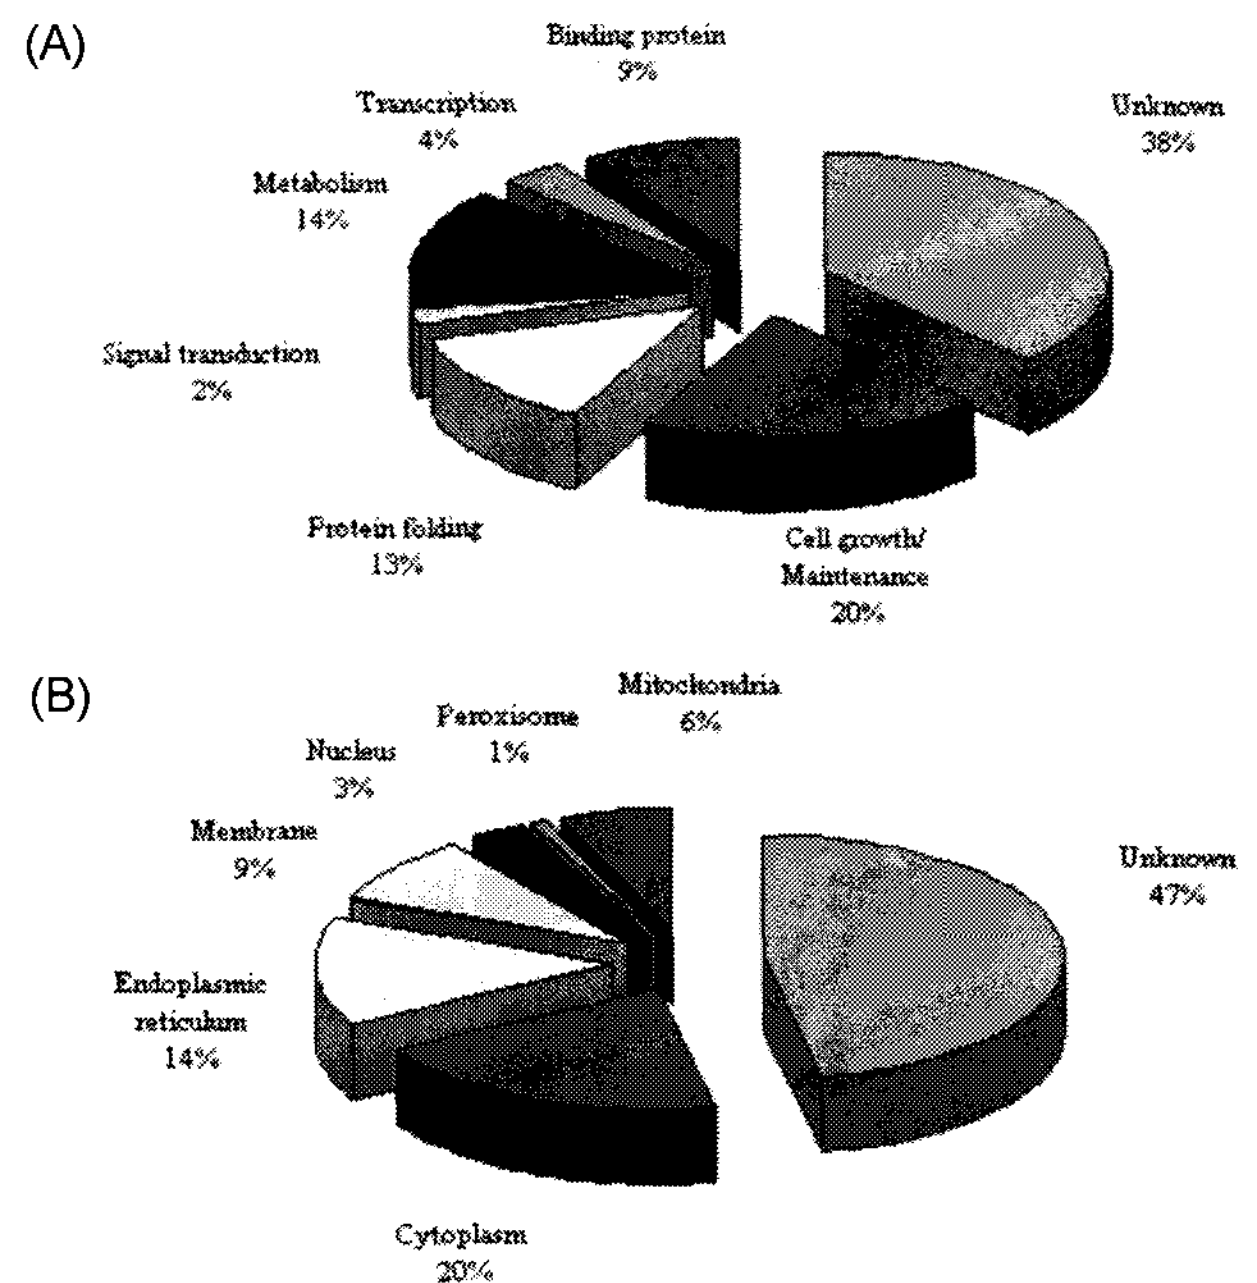 (A)
Binding protein
9%
Transcription
4%
Unknown
38%
Metabolism
14%
Signal transduction
2%
Protein folding
13%
Cell growth/
Maintenance
20%
(B)
Mitochondria
6%
Peroxisome
1%
Nucleus
3%
Membrane
9%
Unknown
47%
Endoplasmic
reticulum
14%
Cytoplasm
20%